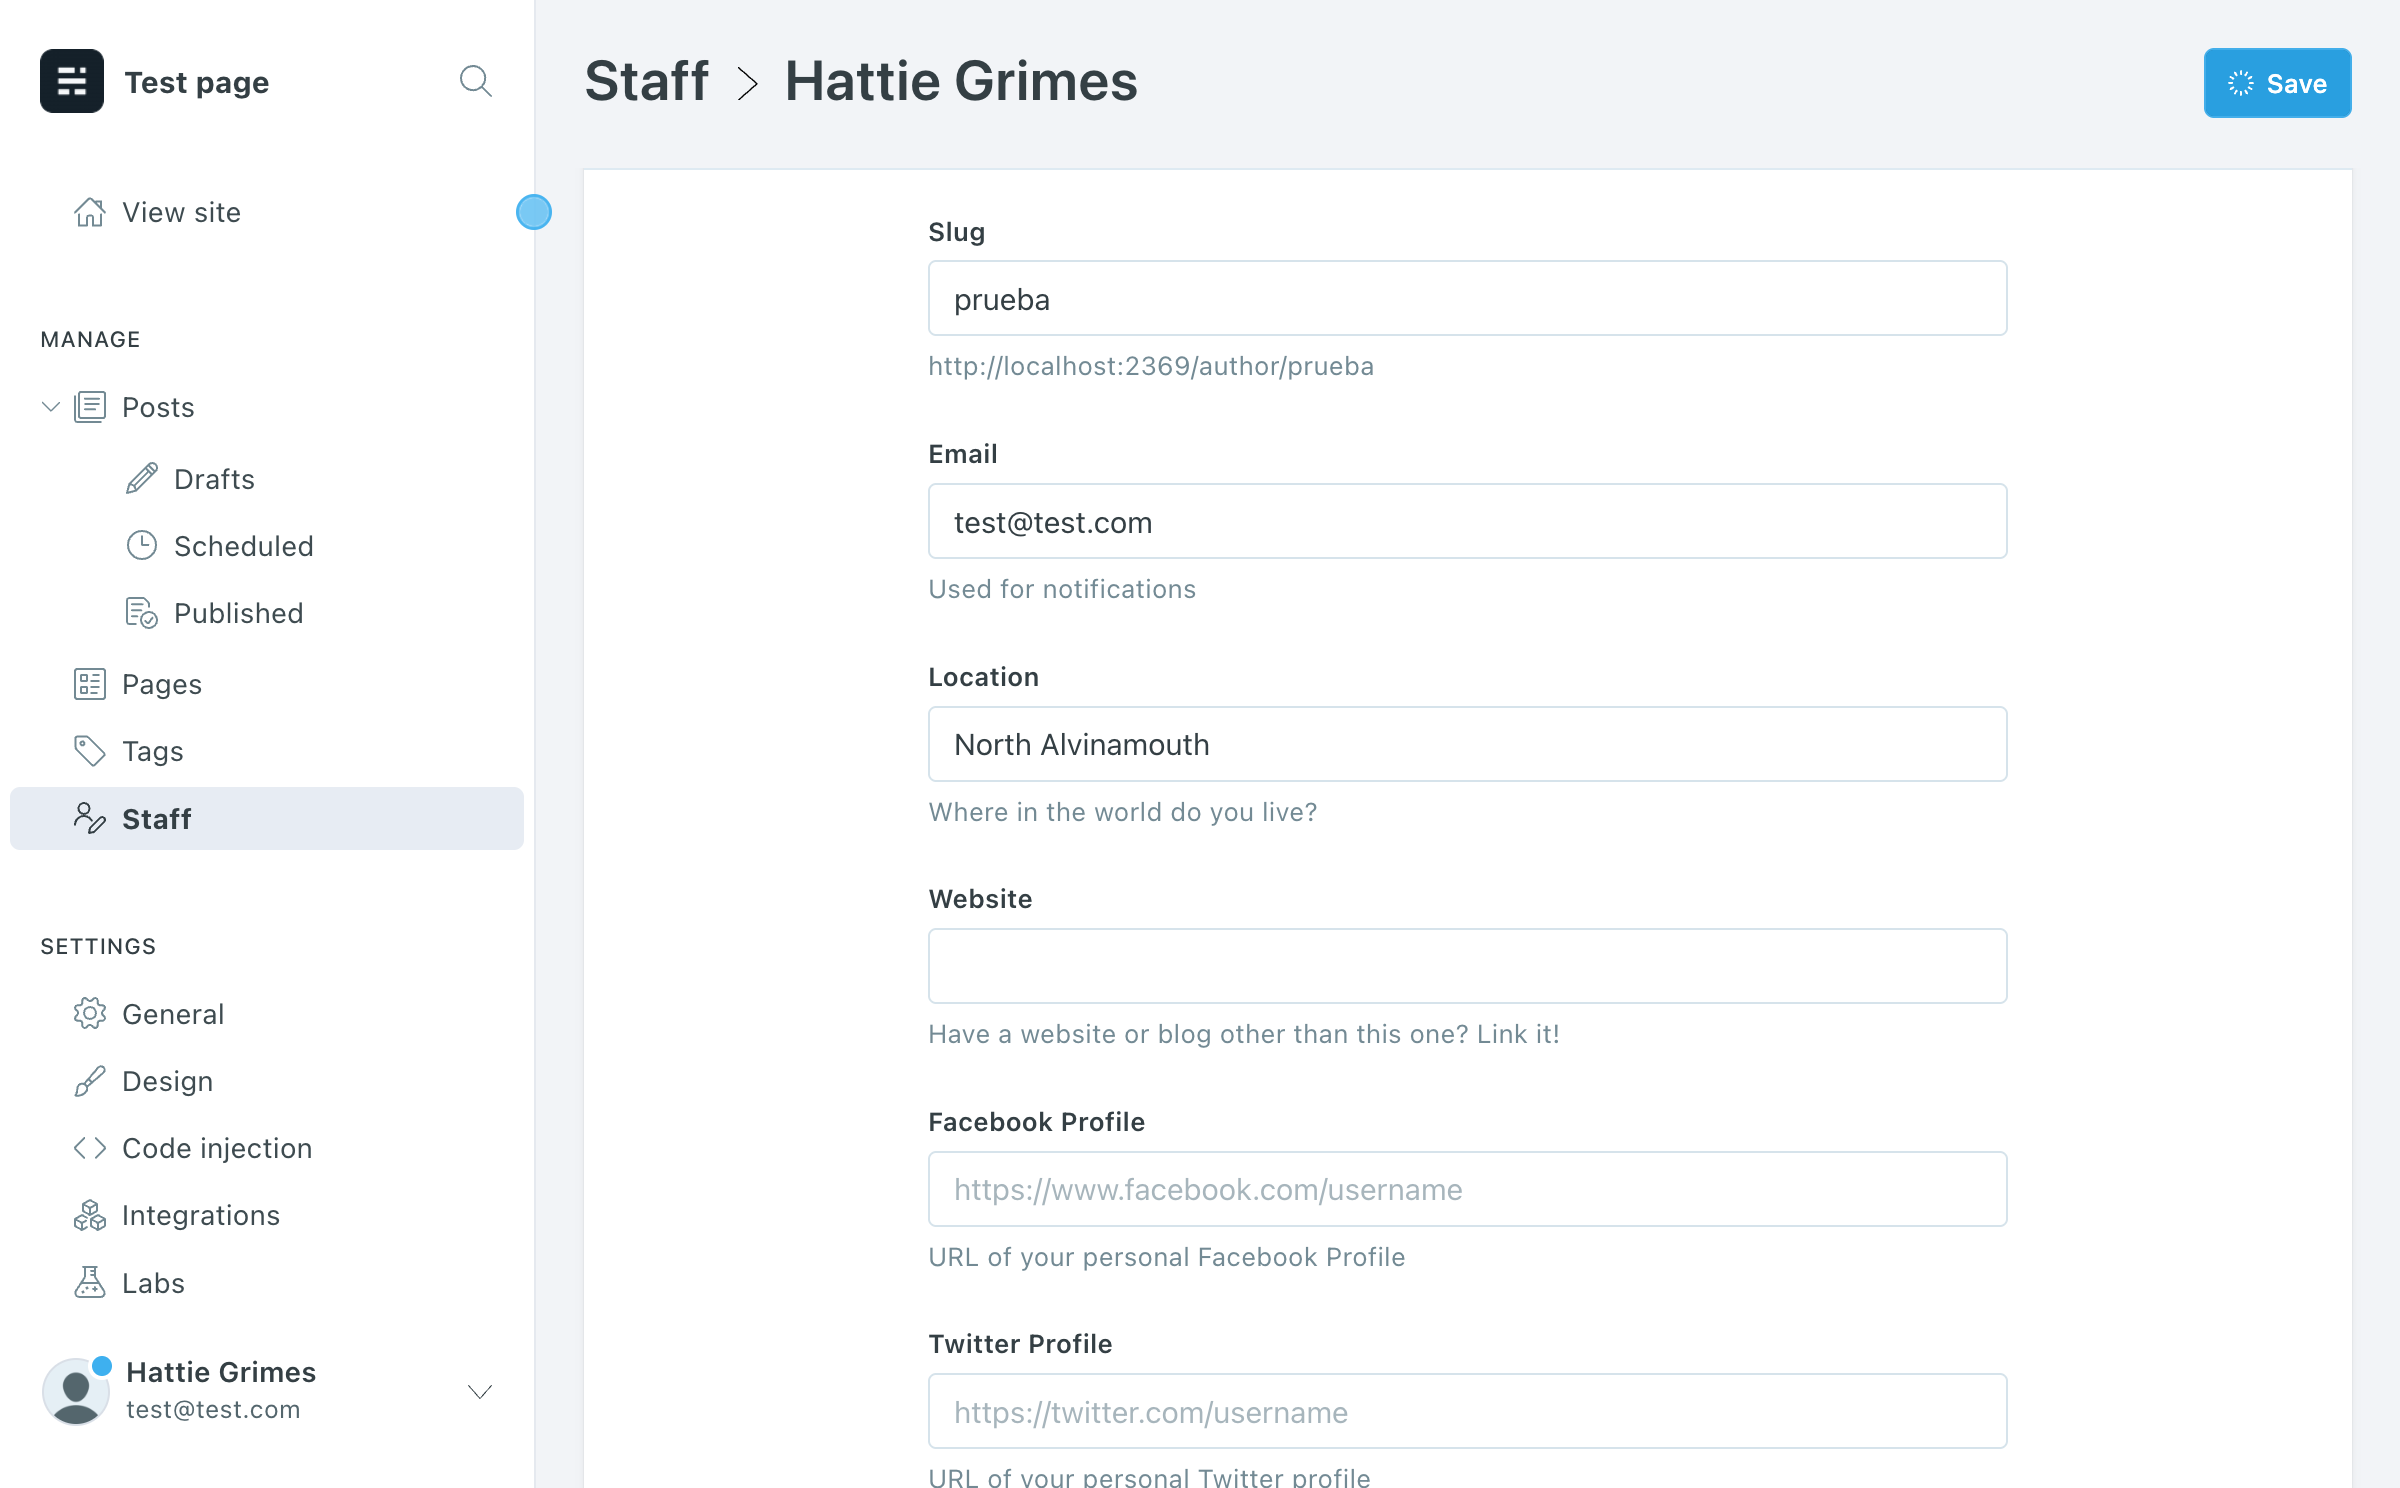 Test page
View site
MANAGE
Posts
Drafts
Scheduled
Published
Pages
Tags
Staff
SETTINGS
General
Design
Code injection
Integrations
Labs
Hattie Grimes
test@test.com
Staff > Hattie Grimes
Save
Slug
prueba
http://localhost:2369/author/prueba
Email
test@test.com
Used for notifications
Location
North Alvinamouth
Where in the world do you live?
Website
Have a website or blog other than this one? Link it!
Facebook Profile
https://www.facebook.com/username
URL of your personal Facebook Profile
Twitter Profile
https://twitter.com/username
URL of your personal Twitter profile